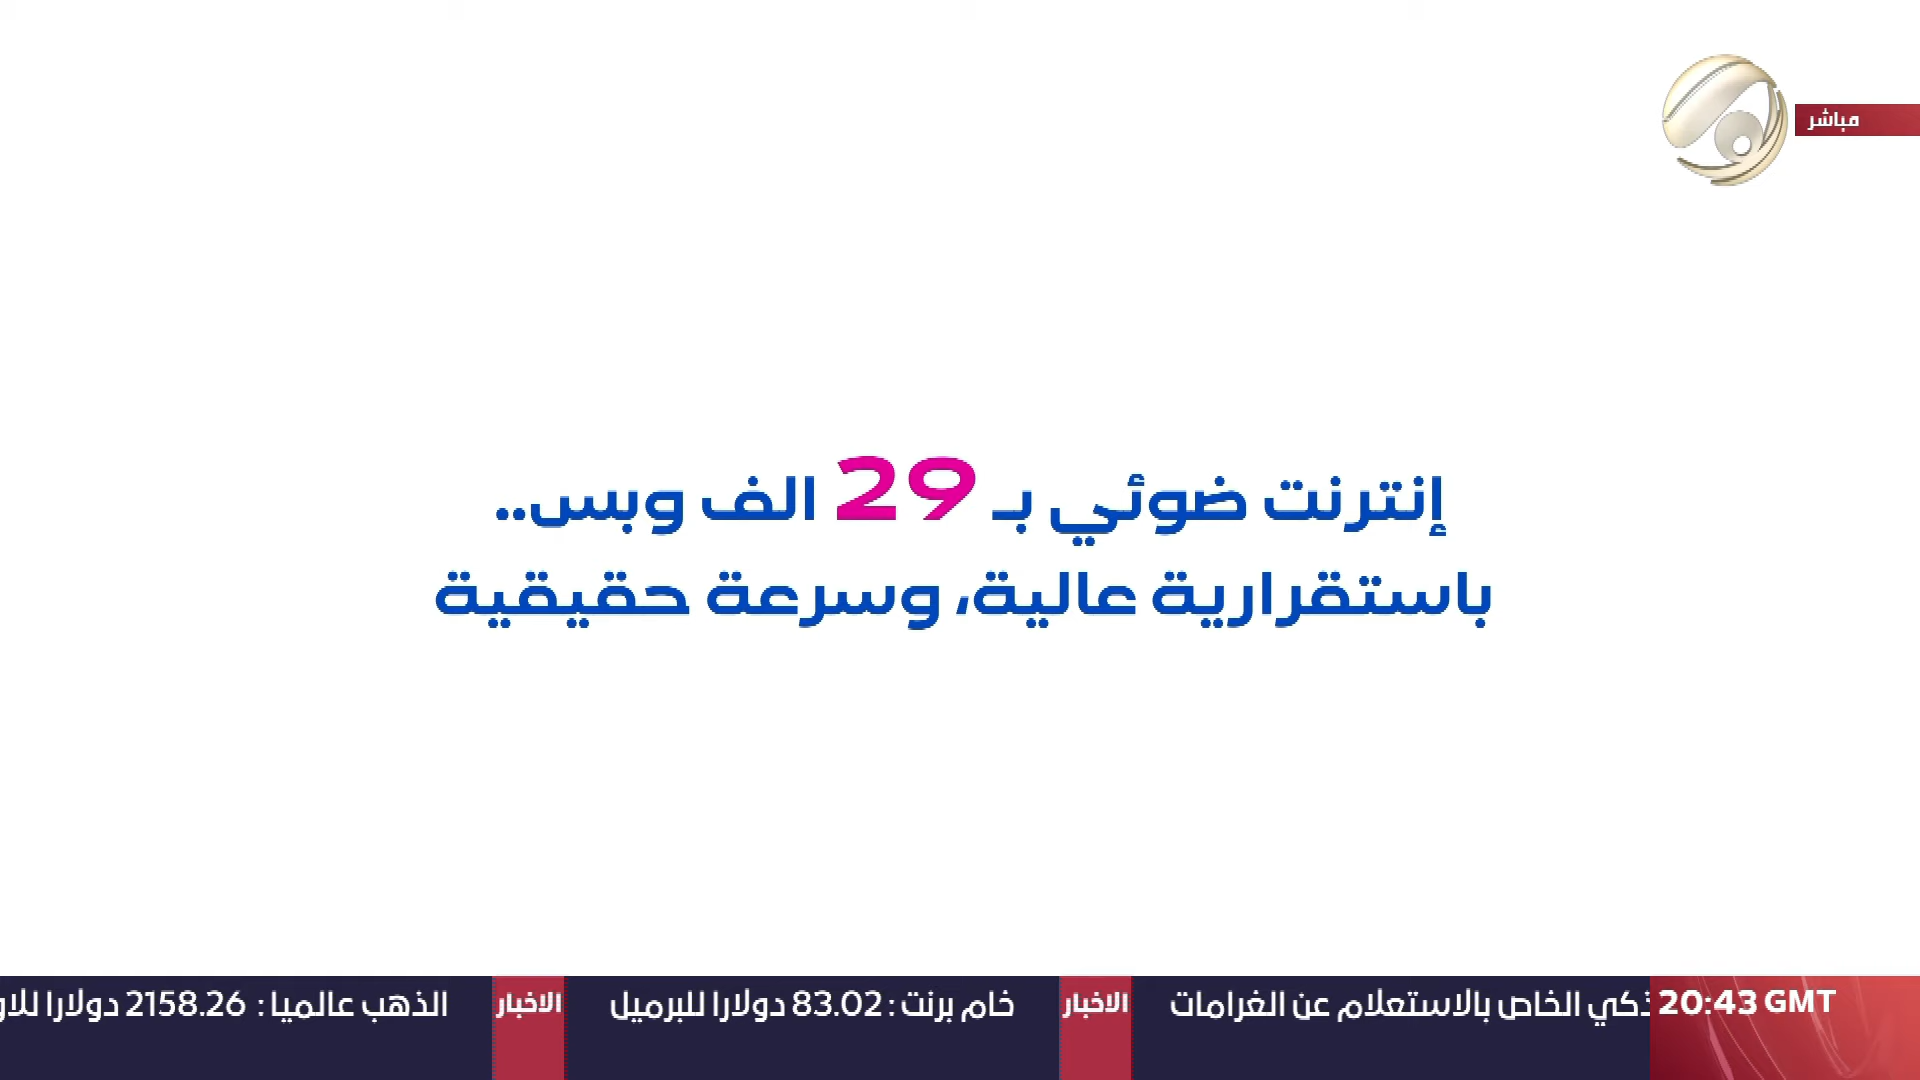 مباشر
إنترنت ضوئي بـ 29 الف وبس..
باستقرارية عالية، وسرعة حقيقية
20:43 GMT
الخاص بالاستعلام عن الغرامات
الاخبار
خام برنت : 83.02 دولارا للبرميل
الاخبار
الذهب عالميا : 2158.26 دولارا